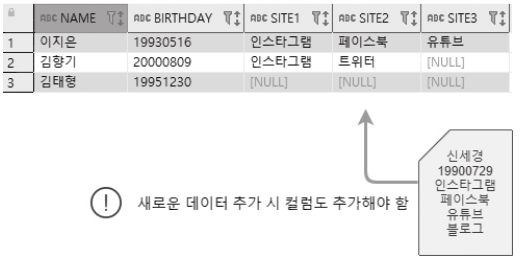 ABC NAME ABC BIRTHDAY ABC SITE1 ABC SITE2 ABC SITE3
1 이지은 19930516 인스타그램 페이스북 유튜브
2 김향기 20000809 인스타그램 트위터 [NULL]
3 김태형 19951230 [NULL] [NULL] [NULL]
신세경
19900729
인스타그램
페이스북
유튜브
블로그
! 새로운 데이터 추가 시 컬럼도 추가해야 함